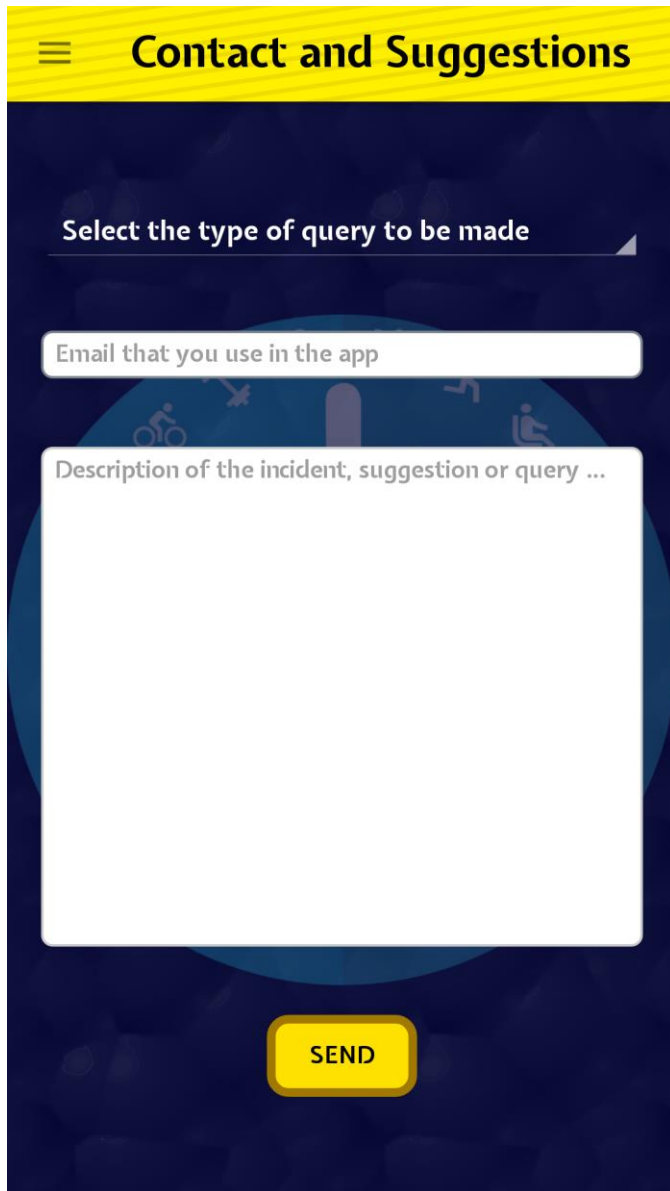 Contact and Suggestions
Select the type of query to be made
Email that you use in the app
Description of the incident, suggestion or query ...
SEND